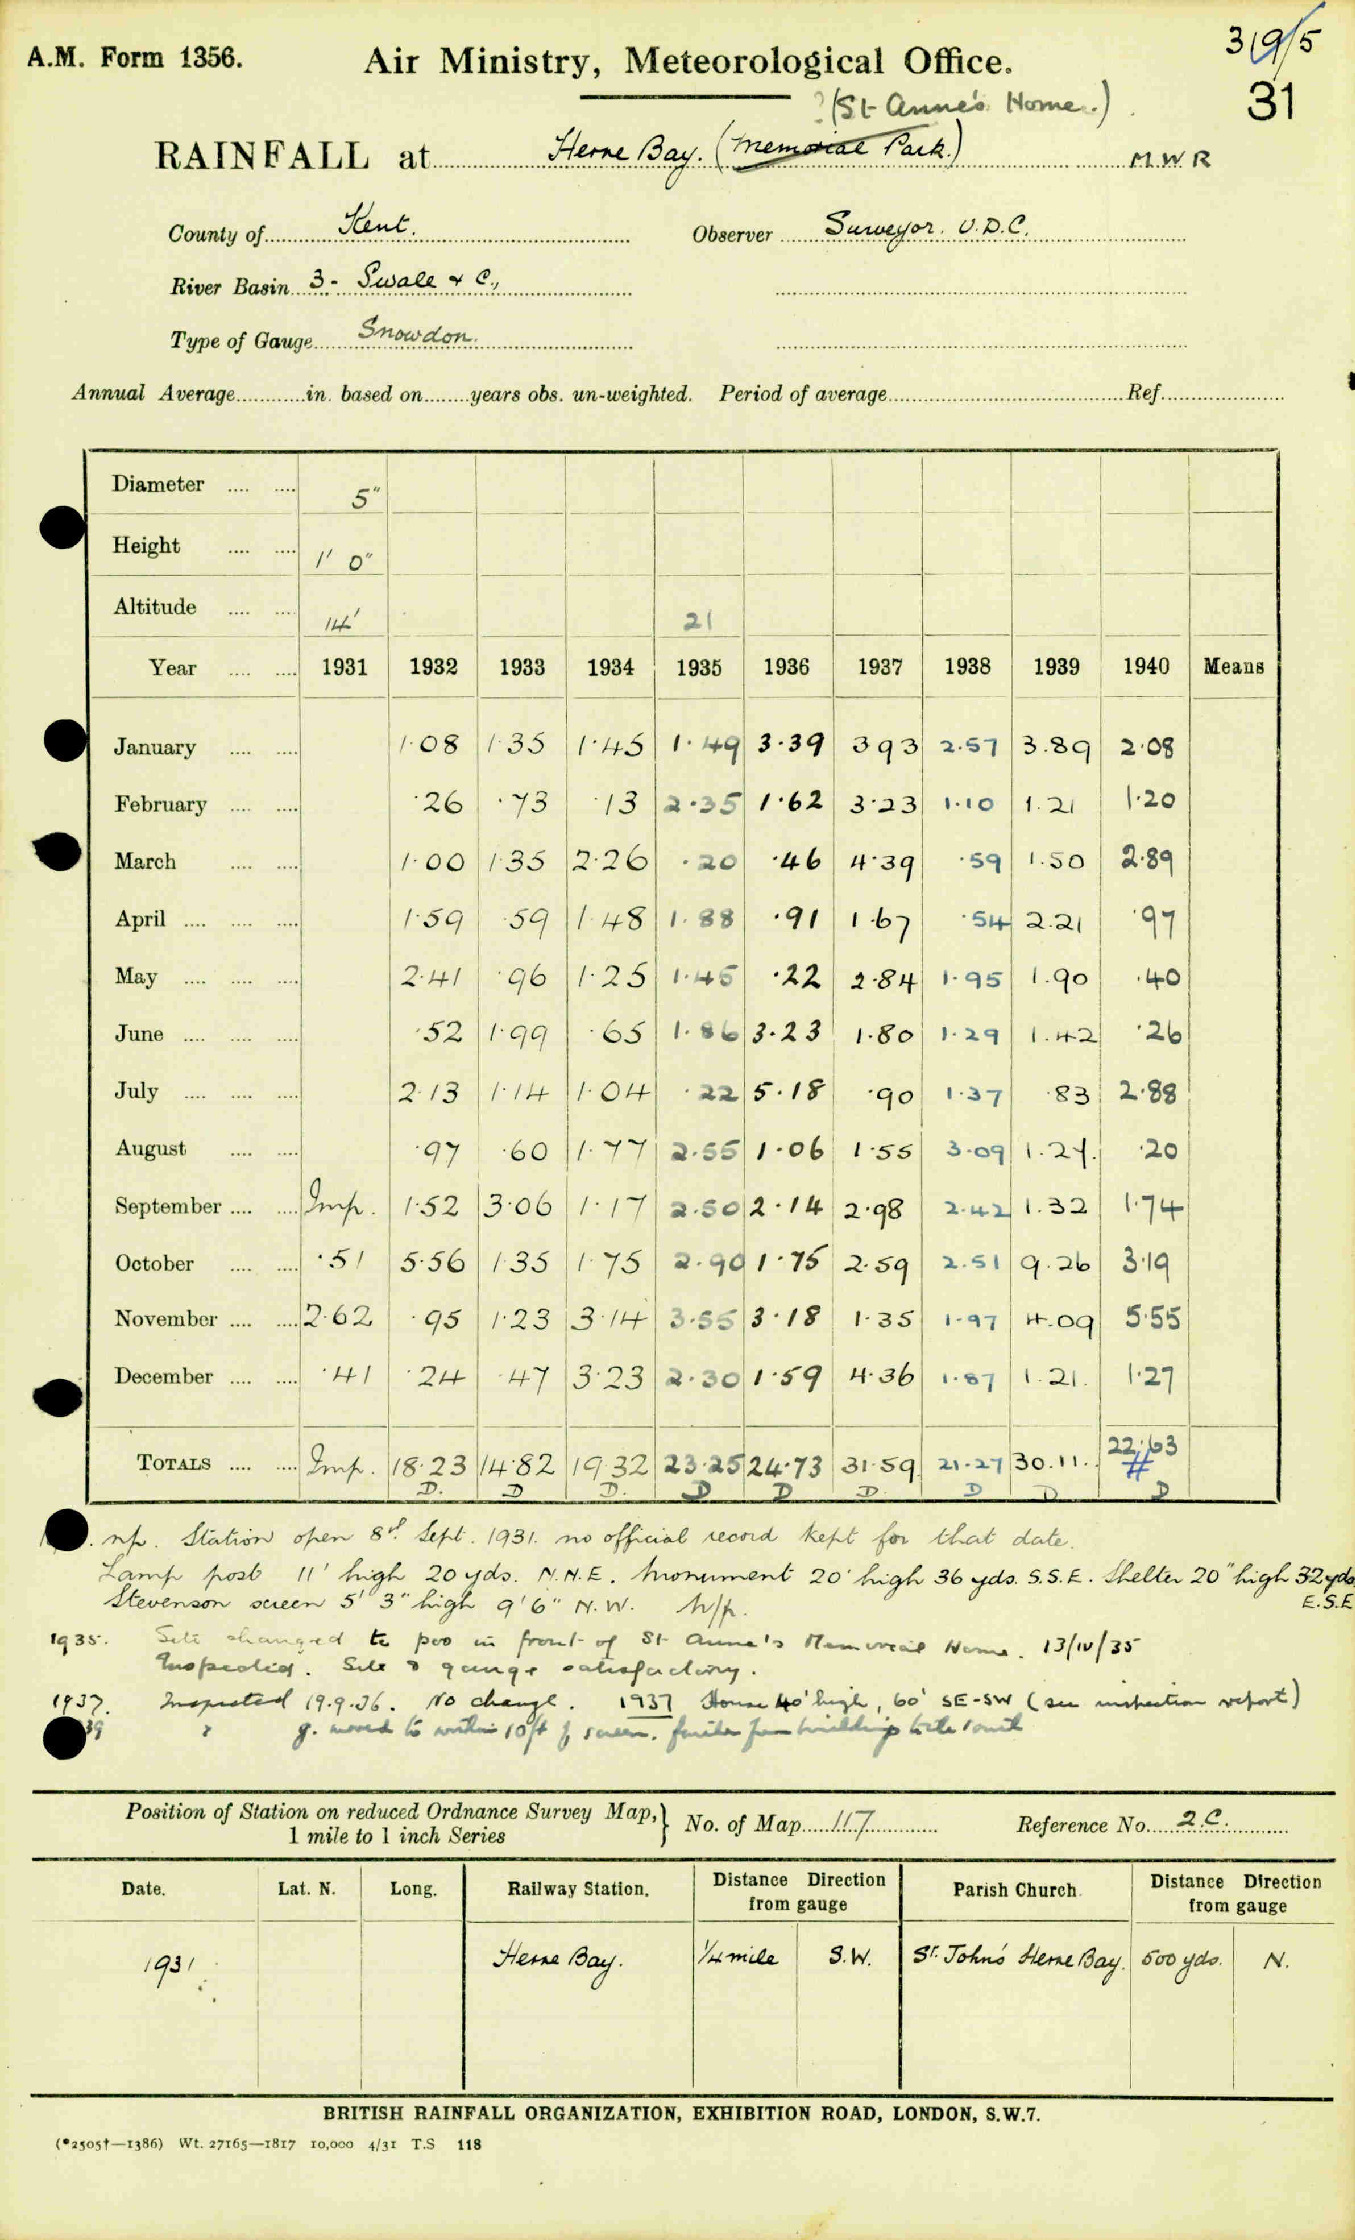 A.M. Form 1356.
Air Ministry, Meteorological Office.
319/5
31
?(St Anne's Home.)
RAINFALL at Herne Bay. (Memorial Park.) M.W.R
County of Kent. Observer Surveyor. U.D.C.
River Basin 3- Swale & C.,
Type of Gauge Snowdon.
Annual Average............in. based on........years obs. un-weighted. Period of average........................................Ref.....................
Diameter .... .... 5"
Height .... .... 1' 0"
Altitude .... .... 14' 21
Year .... .... 1931 1932 1933 1934 1935 1936 1937 1938 1939 1940 Means
January .... .... 1·08 1·35 1·45 1·49 3·39 3 93 2·57 3.89 2·08
February .... .... ·26 ·73 ·13 2·35 1·62 3·23 1·10 1.21 1·20
March .... .... 1·00 1·35 2·26 ·20 ·46 4·39 ·59 1.50 2·89
April .... .... .... 1·59 ·59 1·48 1·88 ·91 1·67 ·54 2.21 ·97
May .... .... .... 2·41 ·96 1·25 1·45 ·22 2·84 1·95 1.90 ·40
June .... .... .... ·52 1·99 ·65 1·86 3·23 1·80 1·29 1.42 ·26
July .... .... .... 2·13 1·14 1·04 ·22 5·18 ·90 1·37 ·83 2·88
August .... .... ·97 ·60 1·77 2·55 1·06 1·55 3·09 1.24. ·20
September .... .... Imp. 1·52 3·06 1·17 2·50 2·14 2·98 2·42 1.32 1·74
October .... .... ·51 5·56 1·35 1·75 2·90 1·75 2·59 2·51 9.26 3·19
November .... .... 2·62 ·95 1·23 3·14 3·55 3·18 1·35 1·97 4.09 5·55
December .... .... ·41 ·24 ·47 3·23 2·30 1·59 4·36 1·87 1.21. 1·27
TOTALS .... .... Imp. 18·23 14·82 19·32 23·25 24·73 31·59 21·27 30.11. 22·63 #
D. D D. D D D. D D D
np. Station open 8th Sept. 1931. no official record kept for that date.
Lamp post 11' high 20 yds. N.N.E. Monument 20' high 36 yds. S.S.E. Shelter 20" high 32 yds E.S.E
Stevenson screen 5' 3" high 9' 6" N.W.
1935. Site changed to pos in front of St Anne's Memorial Home. 13/IV/35
Inspected. Site & gauge satisfactory.
1937. Inspected 19.9.36. No change. 1937 House 40' high, 60' SE-SW (see inspection report)
39 " g. moved to within 10ft of screen. further from building to the south
Position of Station on reduced Ordnance Survey Map,} No. of Map 117 Reference No. 2.C.
1 mile to 1 inch Series
Date. Lat. N. Long. Railway Station. Distance Direction from gauge Parish Church. Distance Direction from gauge
1931 Herne Bay. 1/4 mile S.W. St. John's Herne Bay. 500 yds. N.
BRITISH RAINFALL ORGANIZATION, EXHIBITION ROAD, LONDON, S.W.7.
(*2505†—1386) Wt. 27165—1817 10,000 4/31 T.S 118